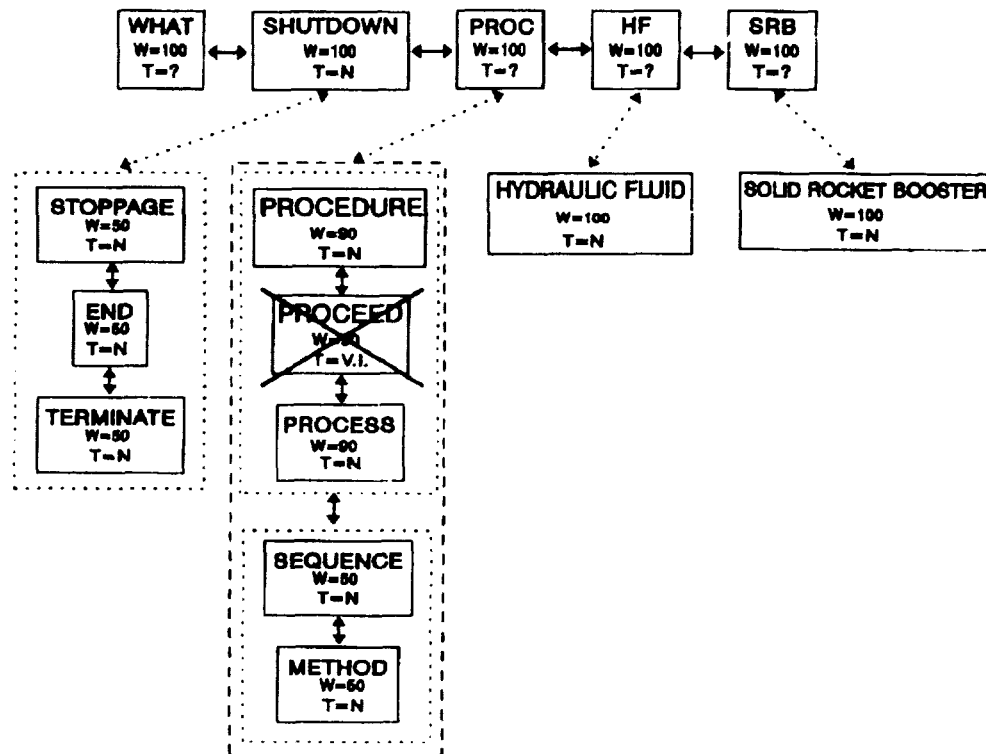 WHAT
W=100
T=?
SHUTDOWN
W=100
T=N
PROC
W=100
T=?
HF
W=100
T=?
SRB
W=100
T=?
STOPPAGE
W=50
T=N
END
W=50
T=N
TERMINATE
W=50
T=N
PROCEDURE
W=90
T=N
PROCEED
T=V.I.
PROCESS
W=90
T=N
SEQUENCE
W=50
T=N
METHOD
W=50
T=N
HYDRAULIC FLUID
W=100
T=N
SOLID ROCKET BOOSTER
W=100
T=N